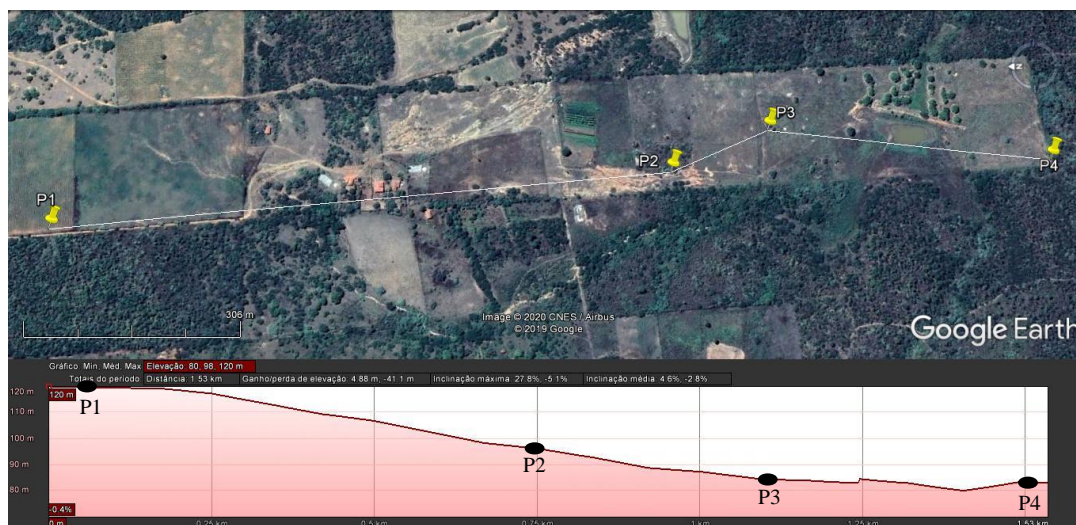 P3
P2
P4
P1
306 m
Image © 2020 CNES / Airbus
© 2019 Google
Google Earth
Gráfico: Mín, Méd, Máx Elevação: 80, 98, 120 m
Totais do período: Distância: 1.53 km Ganho/perda de elevação: 4.88 m, -41.1 m Inclinação máxima: 27.8%, -5.1% Inclinação média: 4.6%, -2.8%
120 m 120 m
P1
110 m
100 m
P2
90 m
P3
P4
80 m
-0.4%
0 m 0.25 km 0.5 km 0.75 km 1 km 1.25 km 1.53 km